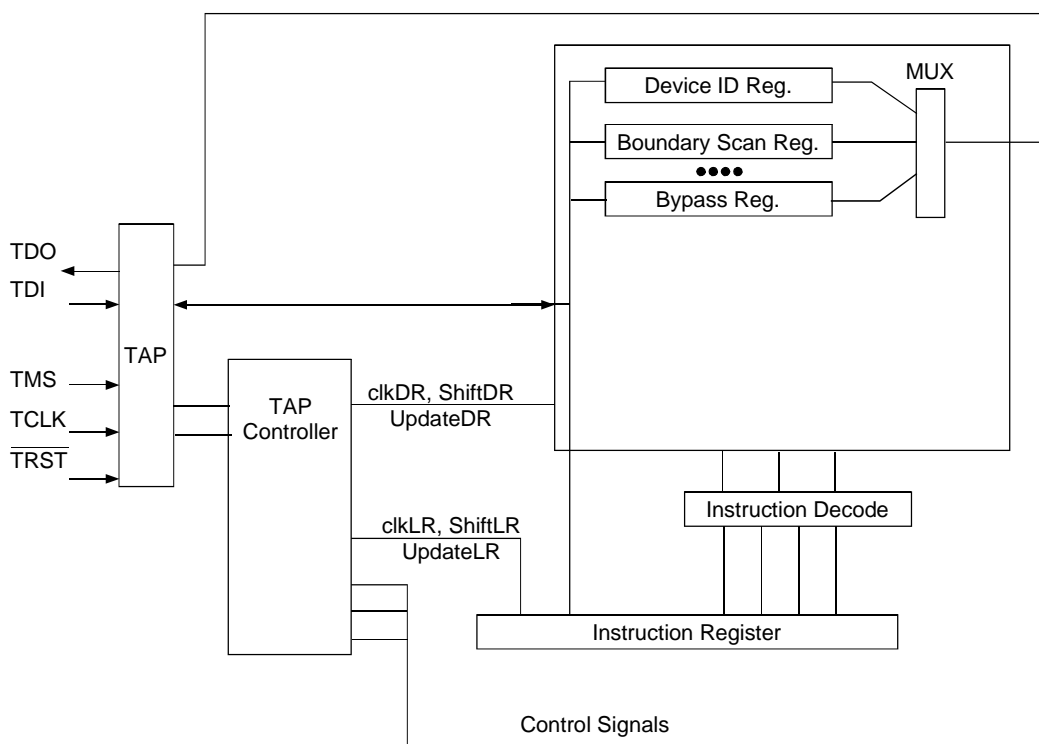 MUX
Device ID Reg.
Boundary Scan Reg.
Bypass Reg.
TDO
TDI
TAP
TMS
TCLK
TRST
TAP
Controller
clkDR, ShiftDR
UpdateDR
Instruction Decode
clkLR, ShiftLR
UpdateLR
Instruction Register
Control Signals